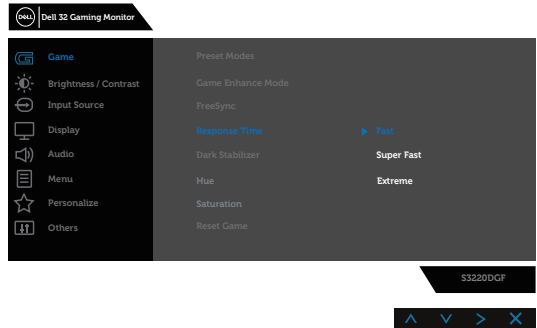 DELL Dell 32 Gaming Monitor
Game
Brightness / Contrast
Input Source
Display
Audio
Menu
Personalize
Others
Preset Modes
Game Enhance Mode
FreeSync
Response Time
Dark Stabilizer
Hue
Saturation
Reset Game
Fast
Super Fast
Extreme
S3220DGF